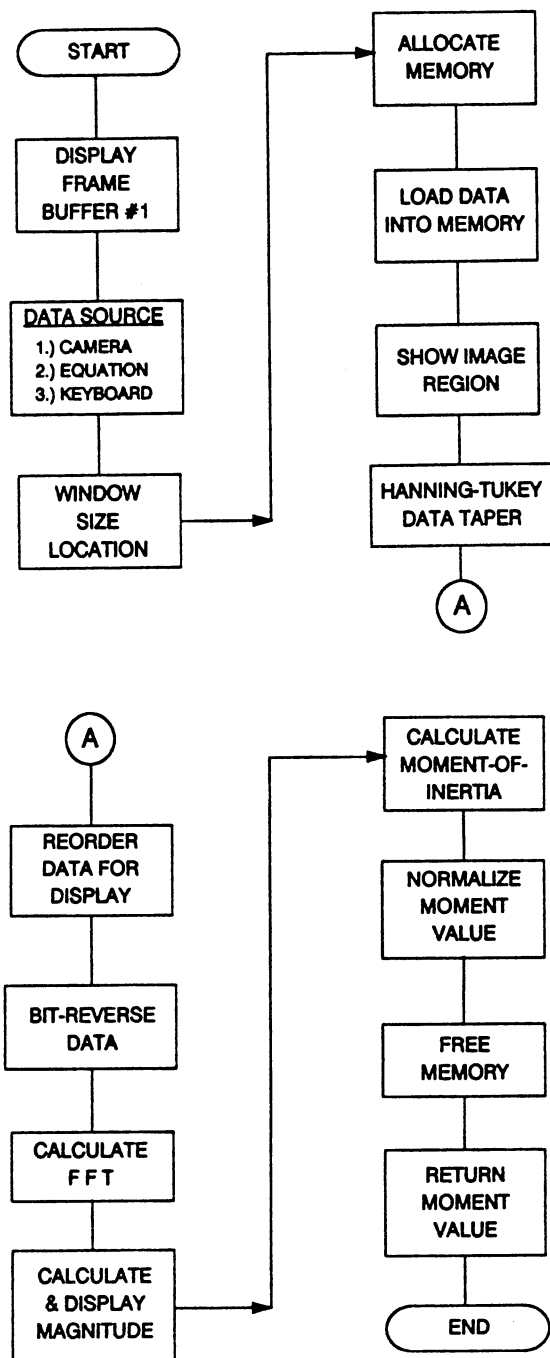 START
DISPLAY
FRAME
BUFFER #1
DATA SOURCE
1.) CAMERA
2.) EQUATION
3.) KEYBOARD
WINDOW
SIZE
LOCATION
ALLOCATE
MEMORY
LOAD DATA
INTO MEMORY
SHOW IMAGE
REGION
HANNING-TUKEY
DATA TAPER
A
A
REORDER
DATA FOR
DISPLAY
BIT-REVERSE
DATA
CALCULATE
F F T
CALCULATE
& DISPLAY
MAGNITUDE
CALCULATE
MOMENT-OF-
INERTIA
NORMALIZE
MOMENT
VALUE
FREE
MEMORY
RETURN
MOMENT
VALUE
END